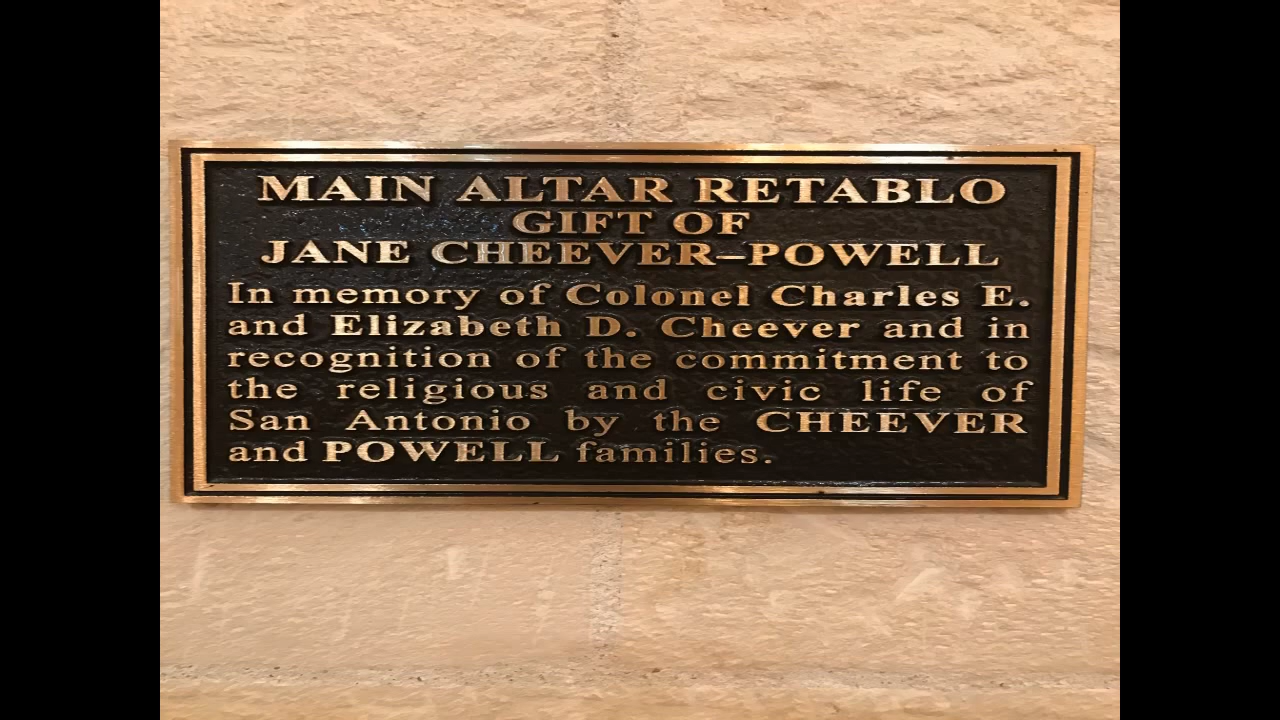 MAIN ALTAR RETABLO
GIFT OF
JANE CHEEVER–POWELL
In memory of Colonel Charles E.
and Elizabeth D. Cheever and in
recognition of the commitment to
the religious and civic life of
San Antonio by the CHEEVER
and POWELL families.